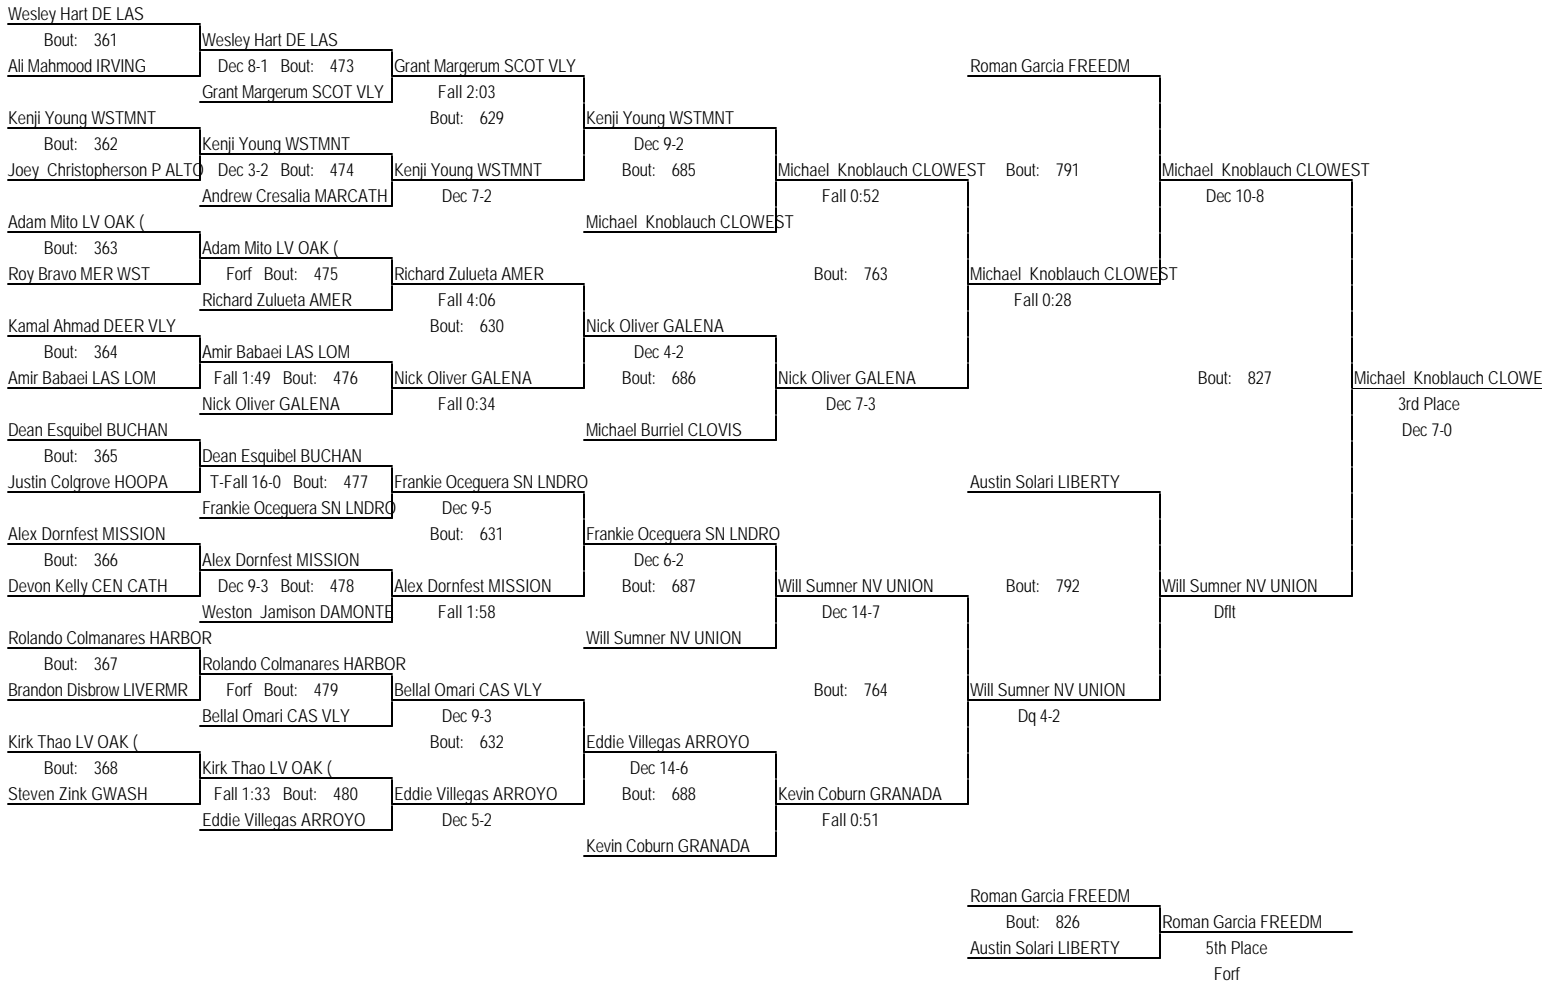 Wesley Hart DE LAS
Bout: 361
Wesley Hart DE LAS
Ali Mahmood IRVING
Dec 8-1 Bout: 473
Grant Margerum SCOT VLY
Roman Garcia FREEDM
Grant Margerum SCOT VLY
Fall 2:03
Kenji Young WSTMNT
Bout: 629
Kenji Young WSTMNT
Bout: 362
Kenji Young WSTMNT
Dec 9-2
Joey Christopherson P ALTO
Dec 3-2 Bout: 474
Kenji Young WSTMNT
Bout: 685
Michael Knoblauch CLOWEST
Bout: 791
Michael Knoblauch CLOWEST
Andrew Cresalia MARCATH
Dec 7-2
Fall 0:52
Dec 10-8
Adam Mito LV OAK (
Michael Knoblauch CLOWEST
Bout: 363
Adam Mito LV OAK (
Roy Bravo MER WST
Forf Bout: 475
Richard Zulueta AMER
Bout: 763
Michael Knoblauch CLOWEST
Richard Zulueta AMER
Fall 4:06
Fall 0:28
Kamal Ahmad DEER VLY
Bout: 630
Nick Oliver GALENA
Bout: 364
Amir Babaei LAS LOM
Dec 4-2
Amir Babaei LAS LOM
Fall 1:49 Bout: 476
Nick Oliver GALENA
Bout: 686
Nick Oliver GALENA
Bout: 827
Michael Knoblauch CLOWE
Nick Oliver GALENA
Fall 0:34
Dec 7-3
3rd Place
Dean Esquibel BUCHAN
Michael Burriel CLOVIS
Dec 7-0
Bout: 365
Dean Esquibel BUCHAN
Justin Colgrove HOOPA
T-Fall 16-0 Bout: 477
Frankie Oceguera SN LNDRO
Austin Solari LIBERTY
Frankie Oceguera SN LNDRO
Dec 9-5
Alex Dornfest MISSION
Bout: 631
Frankie Oceguera SN LNDRO
Bout: 366
Alex Dornfest MISSION
Dec 6-2
Devon Kelly CEN CATH
Dec 9-3 Bout: 478
Alex Dornfest MISSION
Bout: 687
Will Sumner NV UNION
Bout: 792
Will Sumner NV UNION
Weston Jamison DAMONTE
Fall 1:58
Dec 14-7
Dflt
Rolando Colmanares HARBOR
Will Sumner NV UNION
Bout: 367
Rolando Colmanares HARBOR
Brandon Disbrow LIVERMR
Forf Bout: 479
Bellal Omari CAS VLY
Bout: 764
Will Sumner NV UNION
Bellal Omari CAS VLY
Dec 9-3
Dq 4-2
Kirk Thao LV OAK (
Bout: 632
Eddie Villegas ARROYO
Bout: 368
Kirk Thao LV OAK (
Dec 14-6
Steven Zink GWASH
Fall 1:33 Bout: 480
Eddie Villegas ARROYO
Bout: 688
Kevin Coburn GRANADA
Eddie Villegas ARROYO
Dec 5-2
Fall 0:51
Kevin Coburn GRANADA
Roman Garcia FREEDM
Bout: 826
Roman Garcia FREEDM
Austin Solari LIBERTY
5th Place
Forf